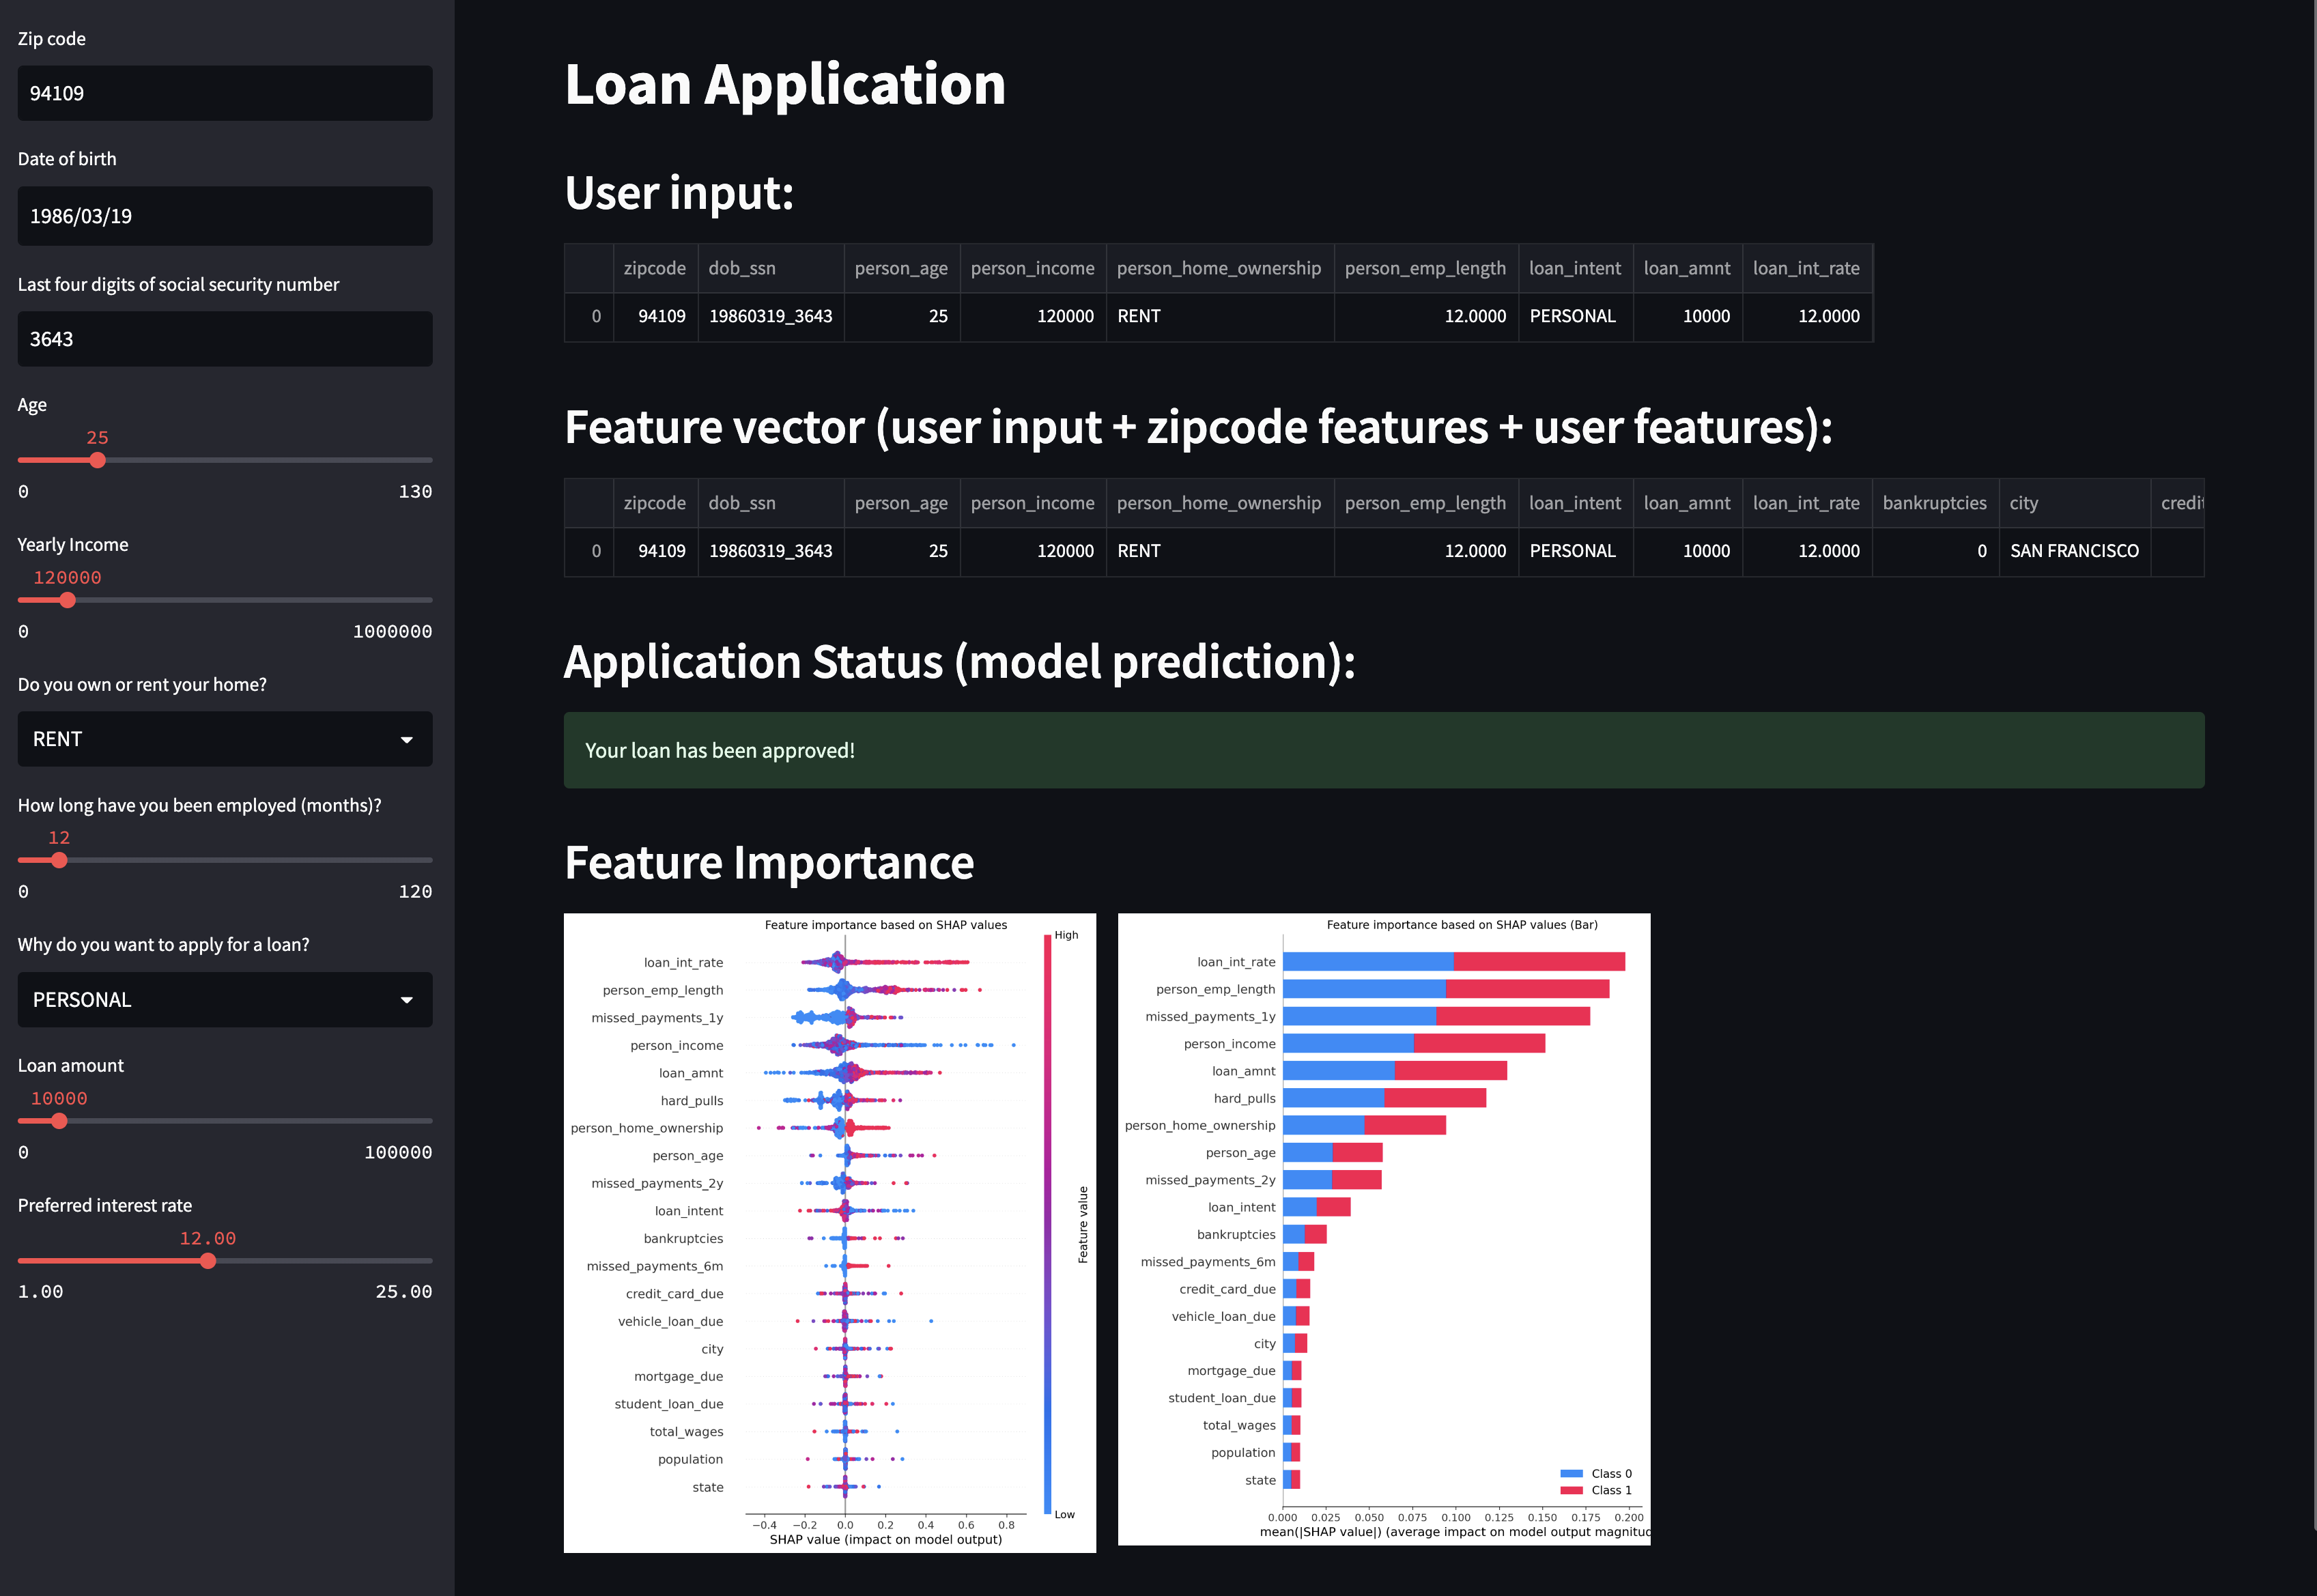 Zip code
94109
Date of birth
1986/03/19
Last four digits of social security number
3643
Age
25
0 130
Yearly Income
120000
0 1000000
Do you own or rent your home?
RENT
How long have you been employed (months)?
12
0 120
Why do you want to apply for a loan?
PERSONAL
Loan amount
10000
0 100000
Preferred interest rate
12.00
1.00 25.00
Loan Application
User input:
zipcode dob_ssn person_age person_income person_home_ownership person_emp_length loan_intent loan_amnt loan_int_rate
0 94109 19860319_3643 25 120000 RENT 12.0000 PERSONAL 10000 12.0000
Feature vector (user input + zipcode features + user features):
zipcode dob_ssn person_age person_income person_home_ownership person_emp_length loan_intent loan_amnt loan_int_rate bankruptcies city credit
0 94109 19860319_3643 25 120000 RENT 12.0000 PERSONAL 10000 12.0000 0 SAN FRANCISCO
Application Status (model prediction):
Your loan has been approved!
Feature Importance
Feature importance based on SHAP values
High
loan_int_rate
person_emp_length
missed_payments_1y
person_income
loan_amnt
hard_pulls
person_home_ownership
person_age
missed_payments_2y
loan_intent
bankruptcies
missed_payments_6m
credit_card_due
vehicle_loan_due
city
mortgage_due
student_loan_due
total_wages
population
state
Feature value
Low
−0.4 −0.2 0.0 0.2 0.4 0.6 0.8
SHAP value (impact on model output)
Feature importance based on SHAP values (Bar)
loan_int_rate
person_emp_length
missed_payments_1y
person_income
loan_amnt
hard_pulls
person_home_ownership
person_age
missed_payments_2y
loan_intent
bankruptcies
missed_payments_6m
credit_card_due
vehicle_loan_due
city
mortgage_due
student_loan_due
total_wages
population
state
Class 0
Class 1
0.000 0.025 0.050 0.075 0.100 0.125 0.150 0.175 0.200
mean(|SHAP value|) (average impact on model output magnitud